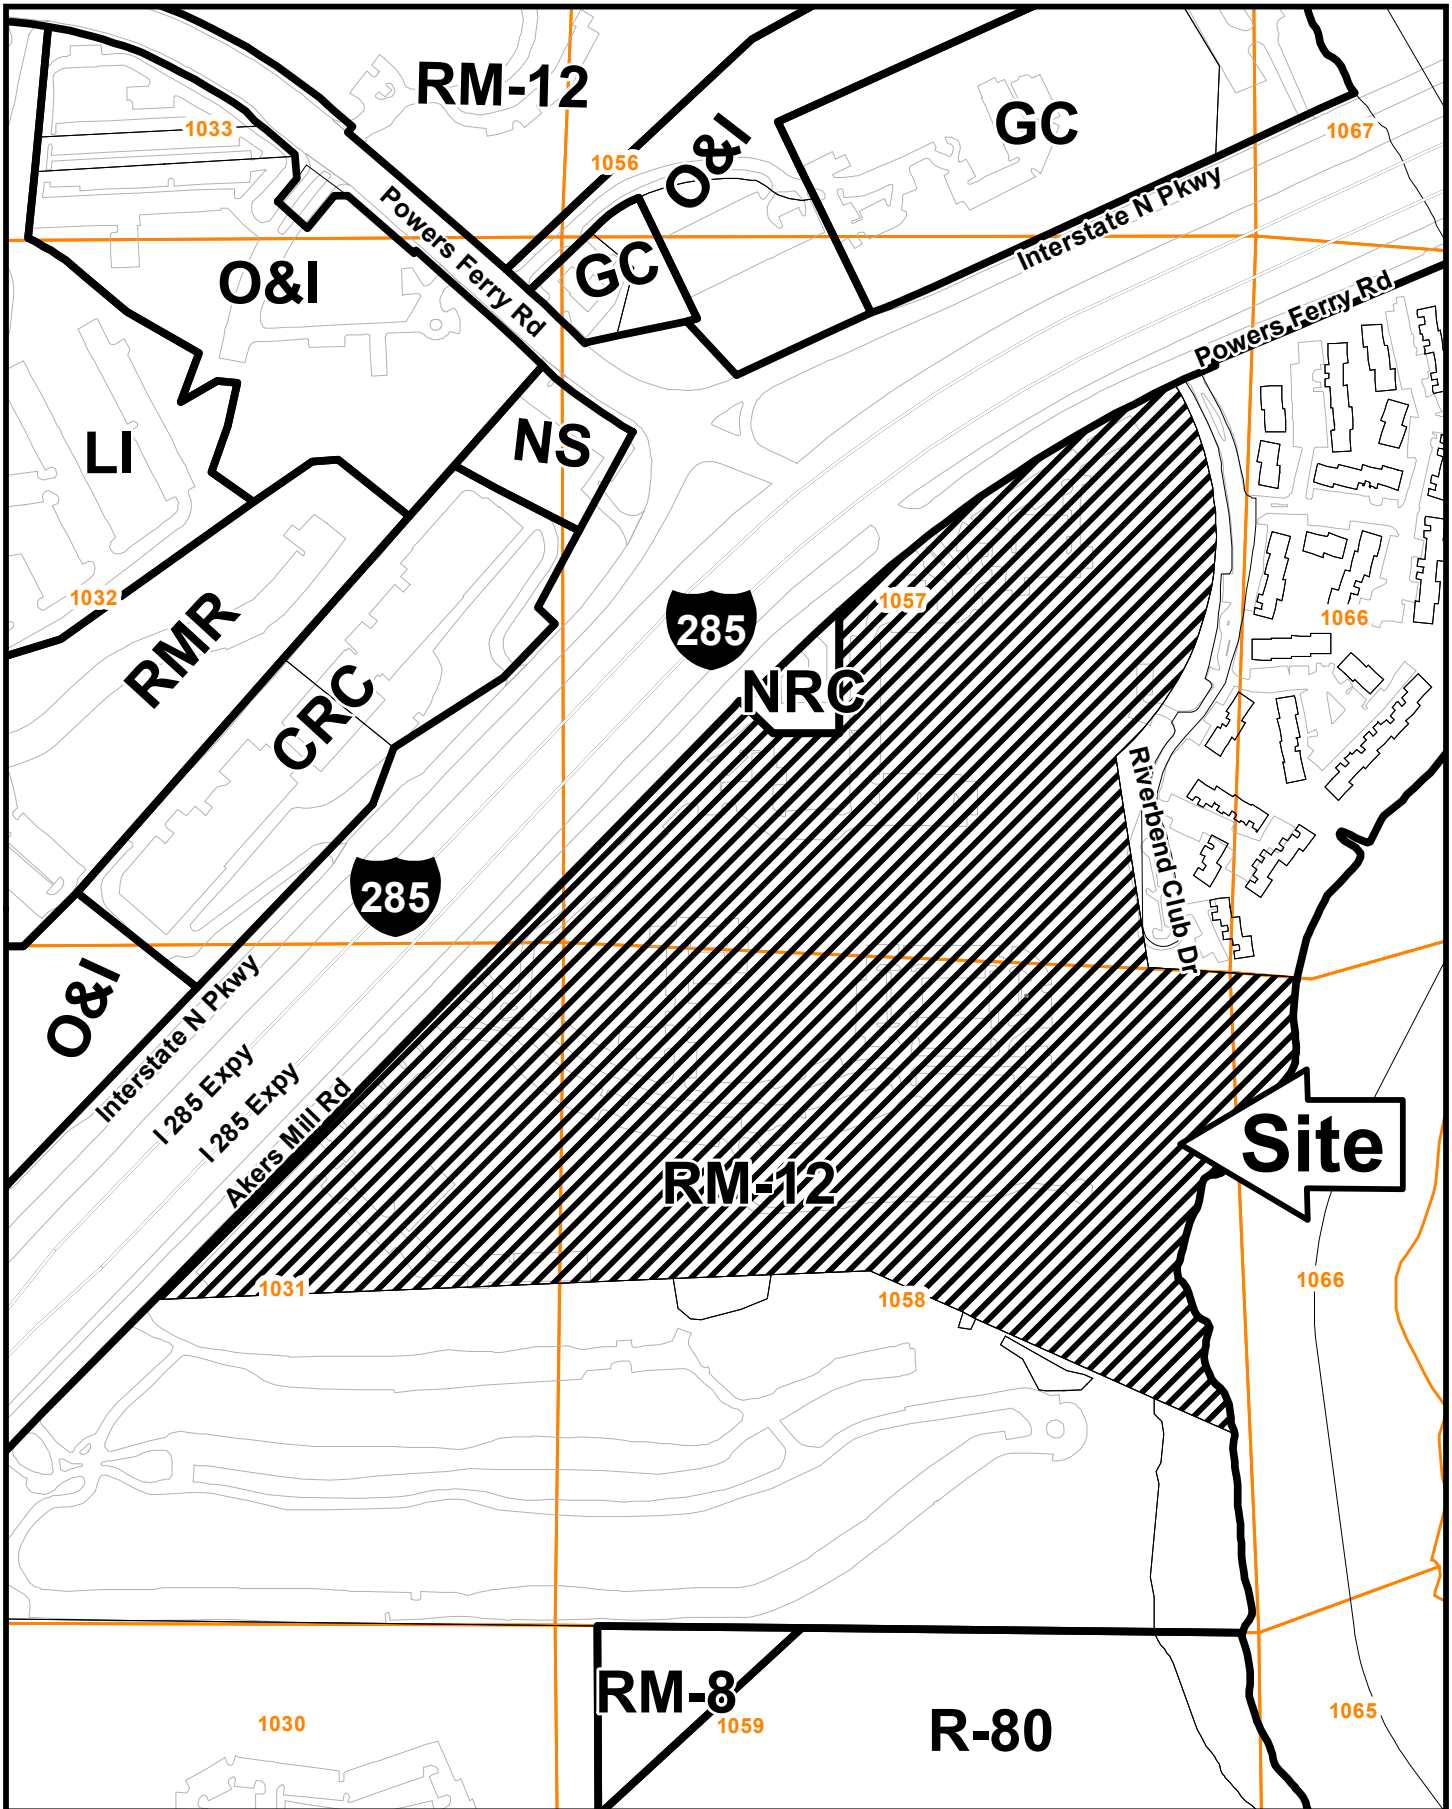 RM-12
GC
1033
1067
1056
O&I
Interstate N Pkwy
Powers Ferry Rd
GC
O&I
Powers Ferry Rd
NS
LI
1032
1057
285
1066
RMR
NRC
CRC
Riverbend Club Dr
285
O&I
Interstate N Pkwy
I 285 Expy
I 285 Expy
Akers Mill Rd
Site
RM-12
1031
1058
1066
RM-8
1030
1059
R-80
1065